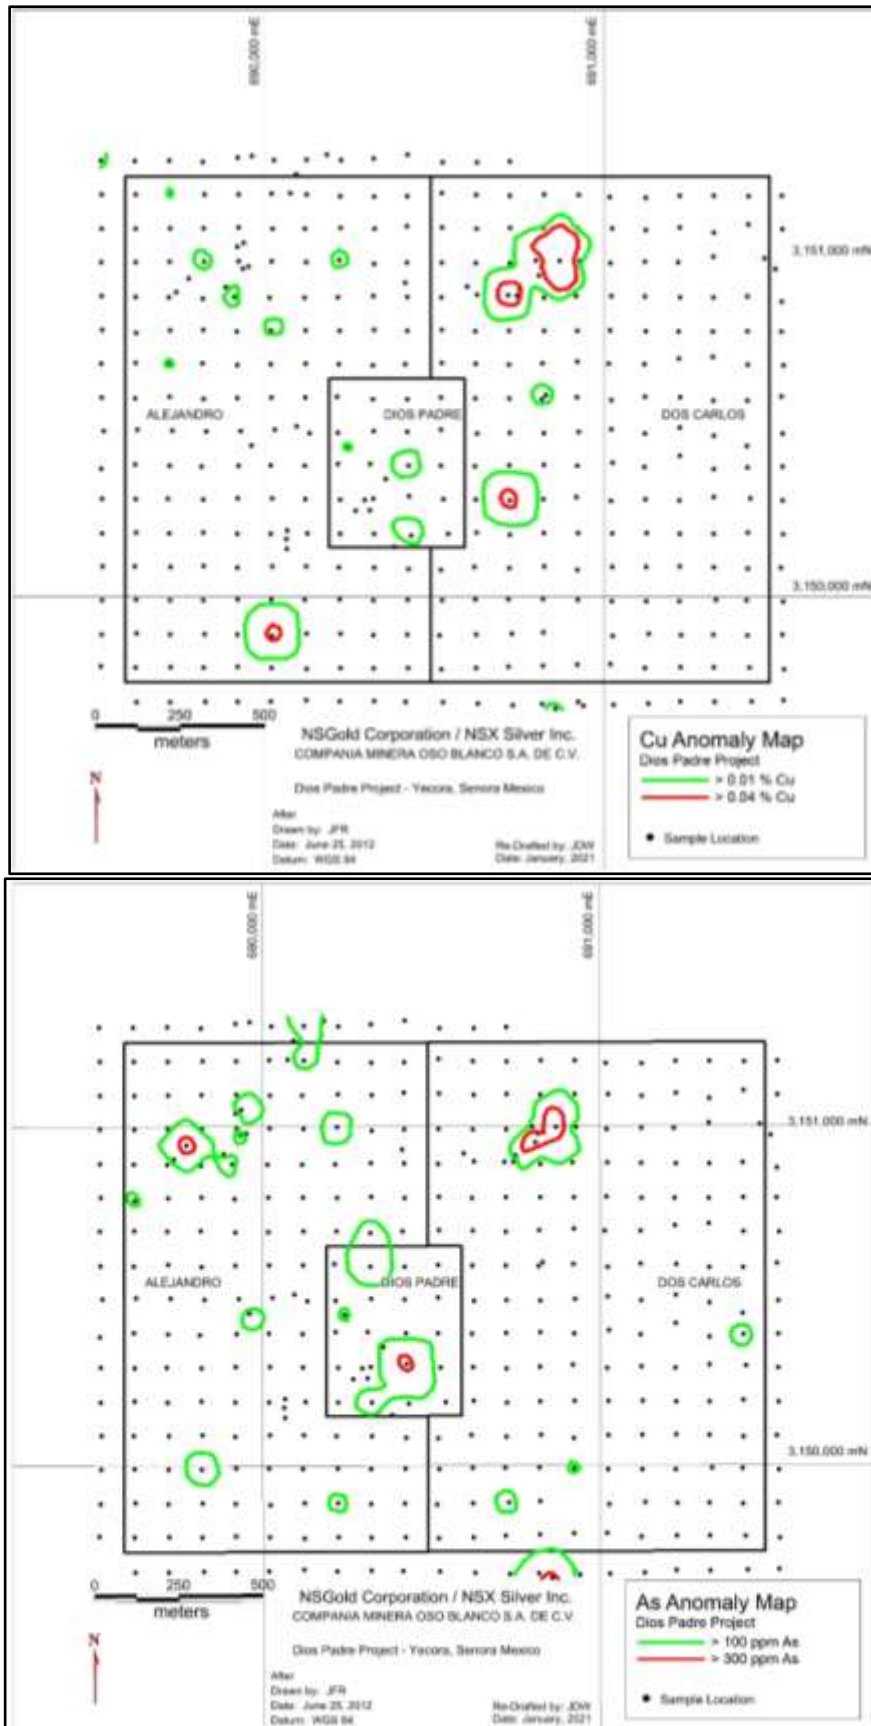 690,000 mE
691,000 mE
3,151,000 mN
ALEJANDRO
DIOS PADRE
DOS CARLOS
3,150,000 mN
0 250 500
meters
N
NSGold Corporation / NSX Silver Inc.
COMPANIA MINERA OSO BLANCO S.A. DE C.V.
Dios Padre Project - Yecora, Senora Mexico
After
Drawn by: JFR
Date: June 25, 2012
Datum: WGS 84
Re-Drafted by: JDW
Date: January, 2021
Cu Anomaly Map
Dios Padre Project
> 0.01 % Cu
> 0.04 % Cu
Sample Location
690,000 mE
691,000 mE
3,151,000 mN
ALEJANDRO
DIOS PADRE
DOS CARLOS
3,150,000 mN
0 250 500
meters
N
NSGold Corporation / NSX Silver Inc.
COMPANIA MINERA OSO BLANCO S.A. DE C.V.
Dios Padre Project - Yecora, Senora Mexico
After
Drawn by: JFR
Date: June 25, 2012
Datum: WGS 84
Re-Drafted by: JDW
Date: January, 2021
As Anomaly Map
Dios Padre Project
> 100 ppm As
> 300 ppm As
Sample Location